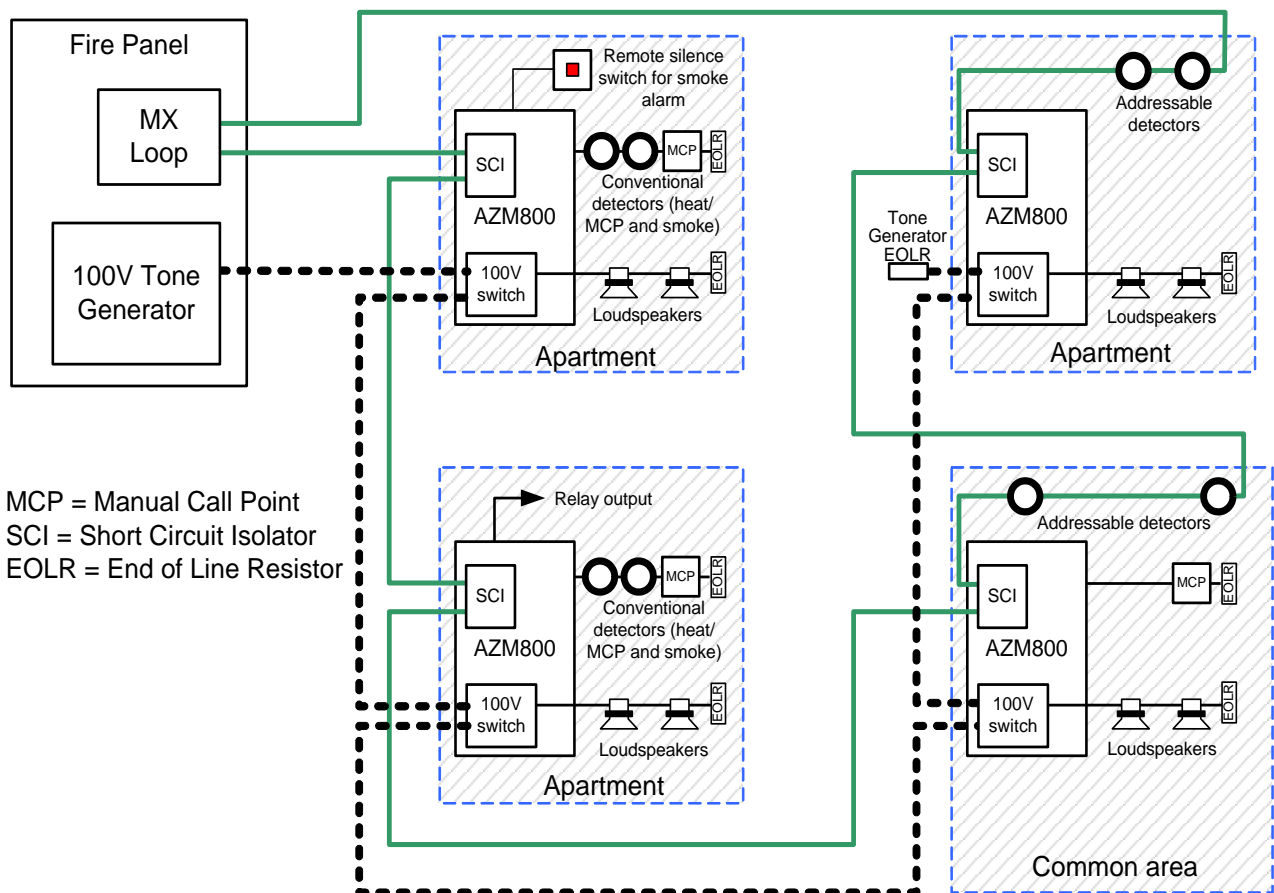 Fire Panel
MX
Loop
100V Tone
Generator
MCP = Manual Call Point
SCI = Short Circuit Isolator
EOLR = End of Line Resistor
Remote silence
switch for smoke
alarm
SCI
AZM800
MCP
EOLR
Conventional
detectors (heat/
MCP and smoke)
100V
switch
EOLR
Loudspeakers
Apartment
Addressable
detectors
SCI
AZM800
Tone
Generator
EOLR
100V
switch
EOLR
Loudspeakers
Apartment
Relay output
SCI
AZM800
MCP
EOLR
Conventional
detectors (heat/
MCP and smoke)
100V
switch
EOLR
Loudspeakers
Apartment
Addressable detectors
SCI
AZM800
MCP
EOLR
100V
switch
EOLR
Loudspeakers
Common area